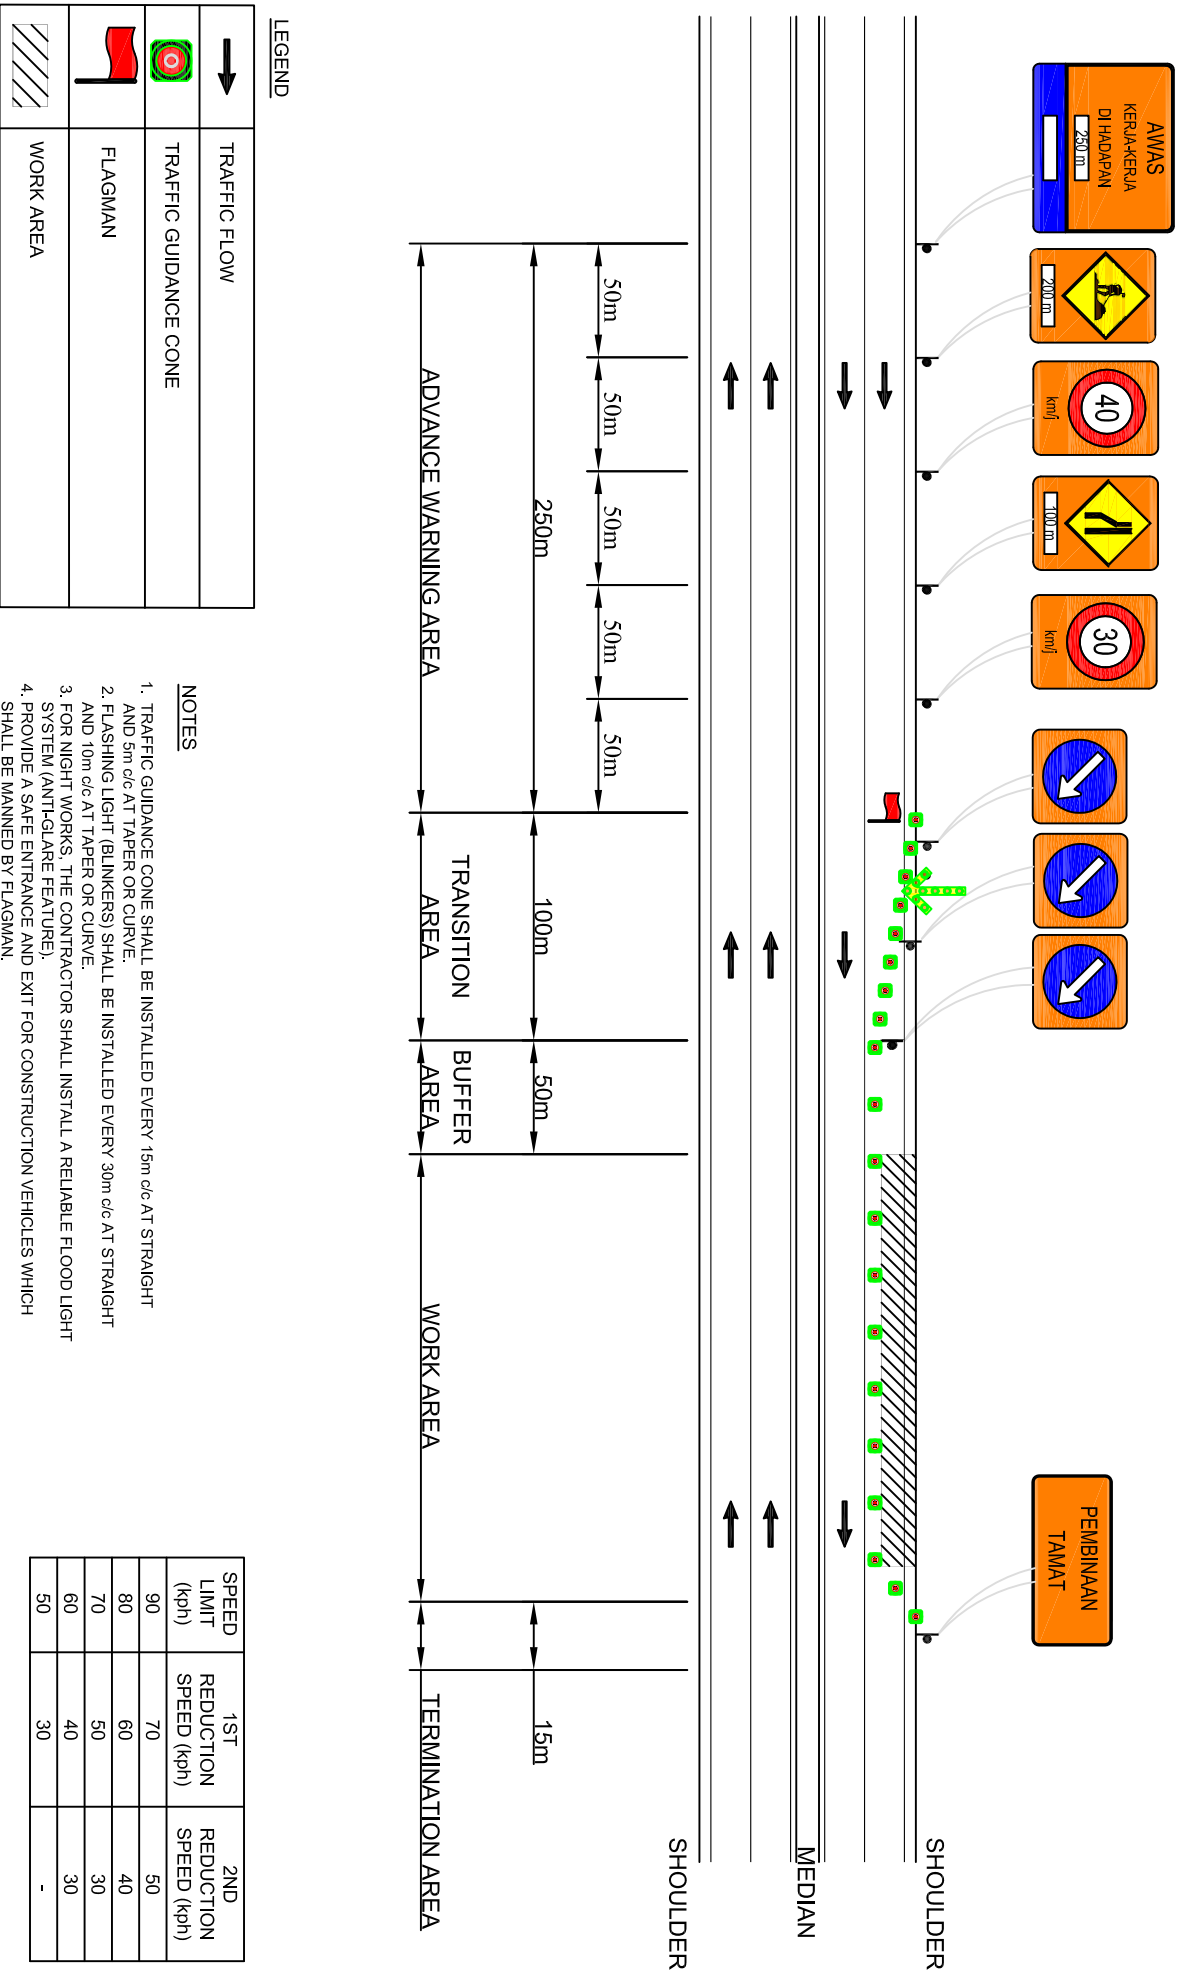 AWAS
KERJA-KERJA
DI HADAPAN
250 m
200 m
40
km/j
100 m
30
km/j
PEMBINAAN
TAMAT
SHOULDER
MEDIAN
SHOULDER
50m
50m
50m
50m
50m
250m
100m
50m
15m
ADVANCE WARNING AREA
TRANSITION
AREA
BUFFER
AREA
WORK AREA
TERMINATION AREA
LEGEND
TRAFFIC FLOW
TRAFFIC GUIDANCE CONE
FLAGMAN
WORK AREA
NOTES
1. TRAFFIC GUIDANCE CONE SHALL BE INSTALLED EVERY 15m c/c AT STRAIGHT
AND 5m c/c AT TAPER OR CURVE.
2. FLASHING LIGHT (BLINKERS) SHALL BE INSTALLED EVERY 30m c/c AT STRAIGHT
AND 10m c/c AT TAPER OR CURVE.
3. FOR NIGHT WORKS, THE CONTRACTOR SHALL INSTALL A RELIABLE FLOOD LIGHT
SYSTEM (ANTI-GLARE FEATURE).
4. PROVIDE A SAFE ENTRANCE AND EXIT FOR CONSTRUCTION VEHICLES WHICH
SHALL BE MANNED BY FLAGMAN.
SPEED LIMIT (kph) 1ST REDUCTION SPEED (kph) 2ND REDUCTION SPEED (kph)
90 70 50
80 60 40
70 50 30
60 40 30
50 30 -